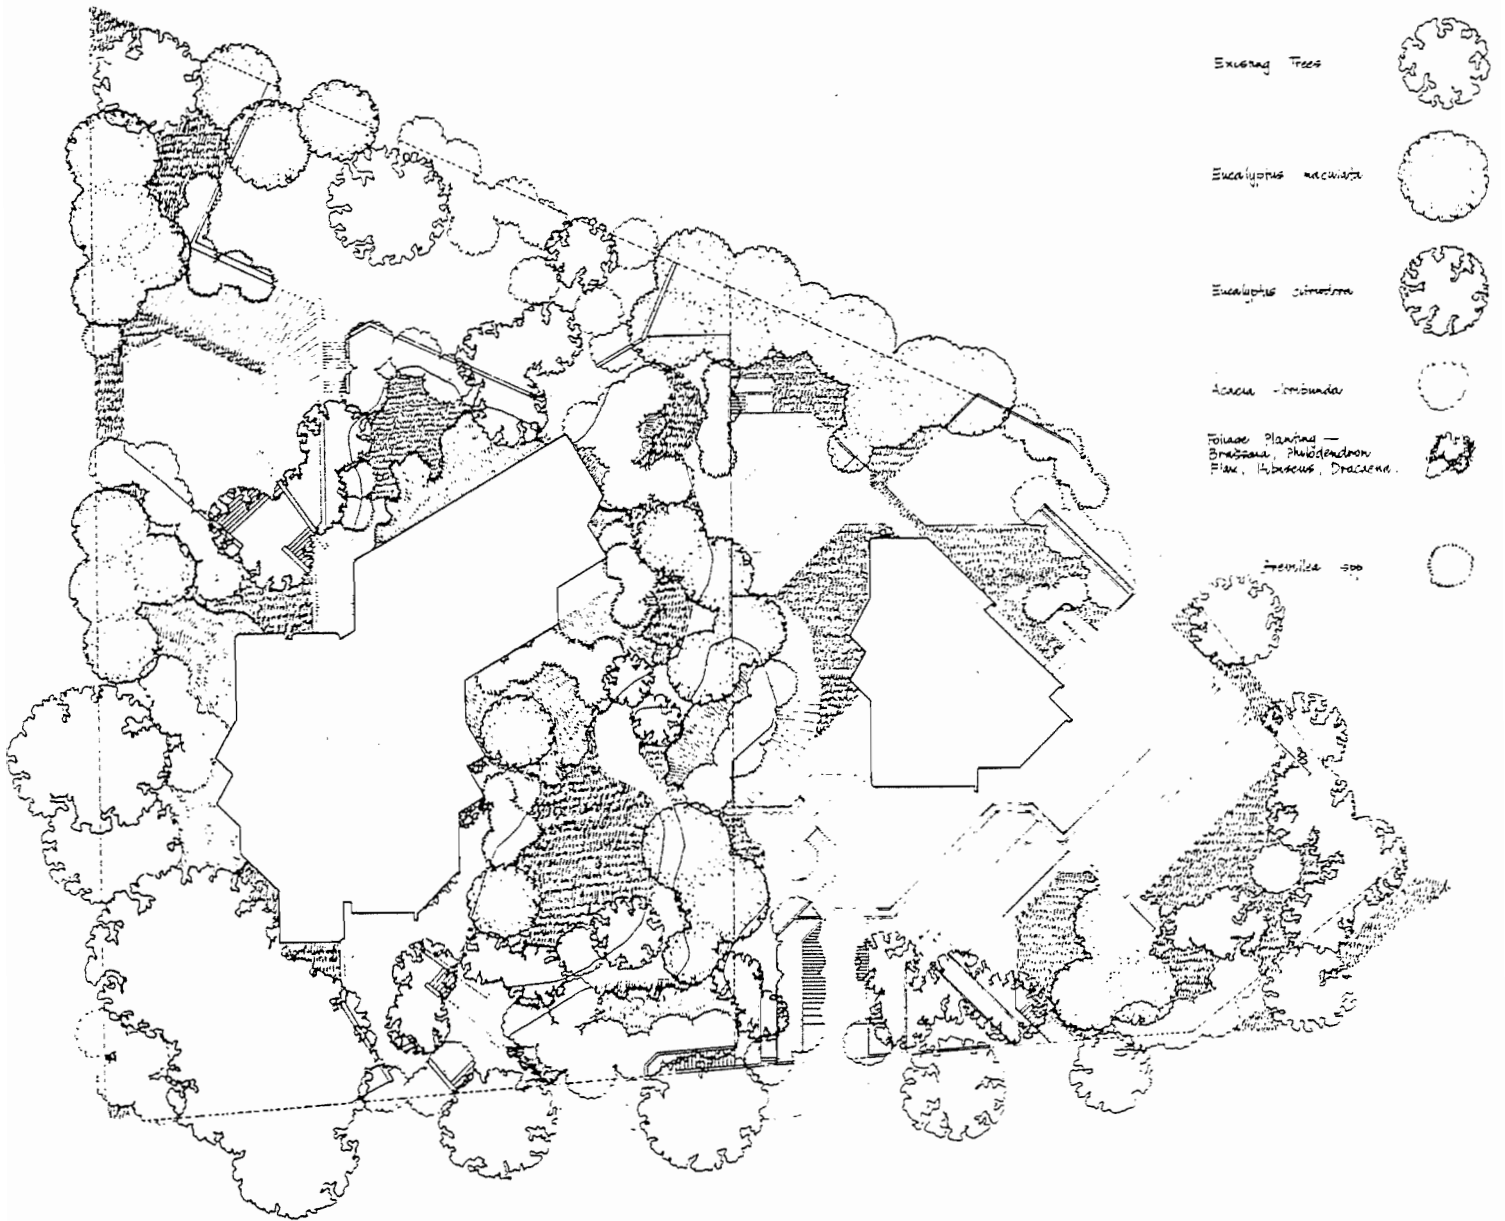 Existing Trees
Eucalyptus maculata
Eucalyptus citriodora
Acacia floribunda
Foliage Planting —
Brassaia, Philodendron
Flax, Hibiscus, Dracaena.
Grevillea spp